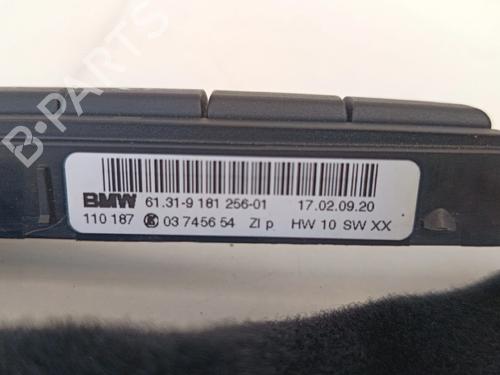 B-PARTS
BMW 61.31-9 181 256-01 17.02.09.20
110 187 K 03 7456 54 ZI p HW 10 SW XX